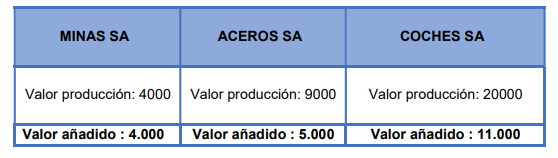 MINAS SA ACEROS SA COCHES SA
Valor producción: 4000 Valor producción: 9000 Valor producción: 20000
Valor añadido : 4.000 Valor añadido : 5.000 Valor añadido : 11.000